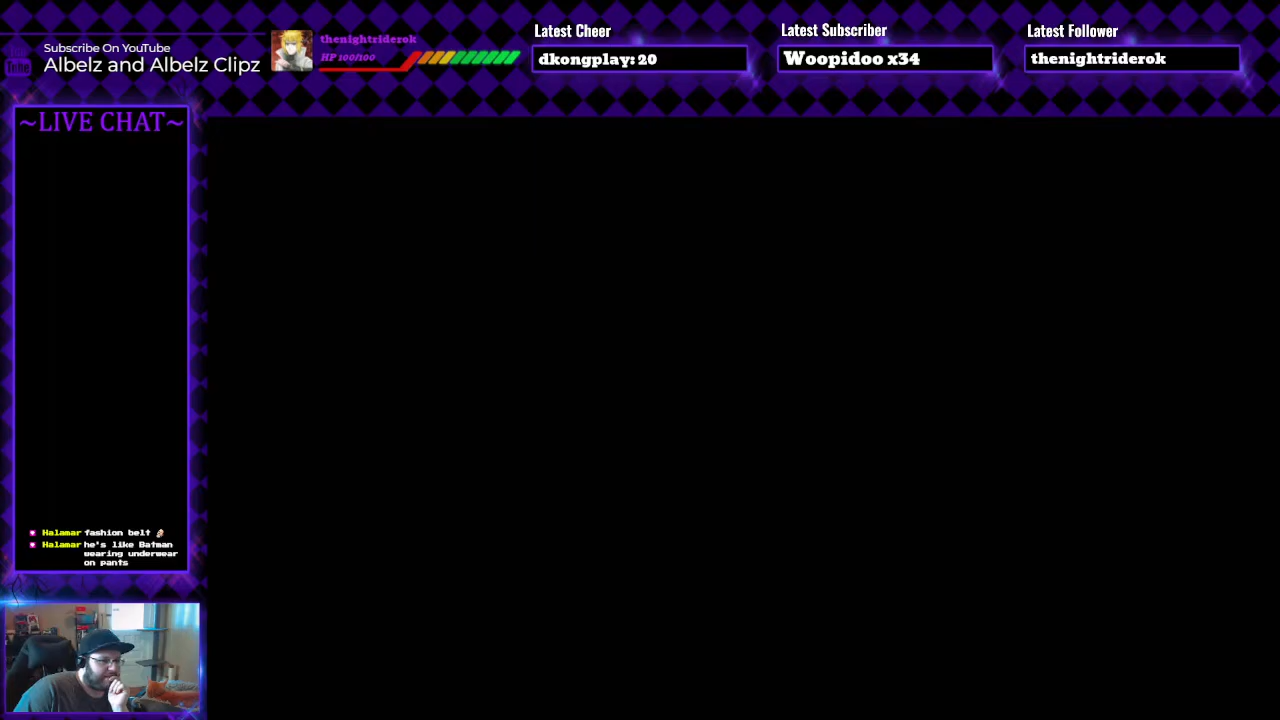 Subscribe On YouTube
Albelz and Albelz Clipz
thenightriderok
HP 100/100
Latest Cheer
dkongplay: 20
Latest Subscriber
Woopidoo x34
Latest Follower
thenightriderok
~LIVE CHAT~
Halamar fashion belt
Halamar he's like Batman
wearing underwear
on pants